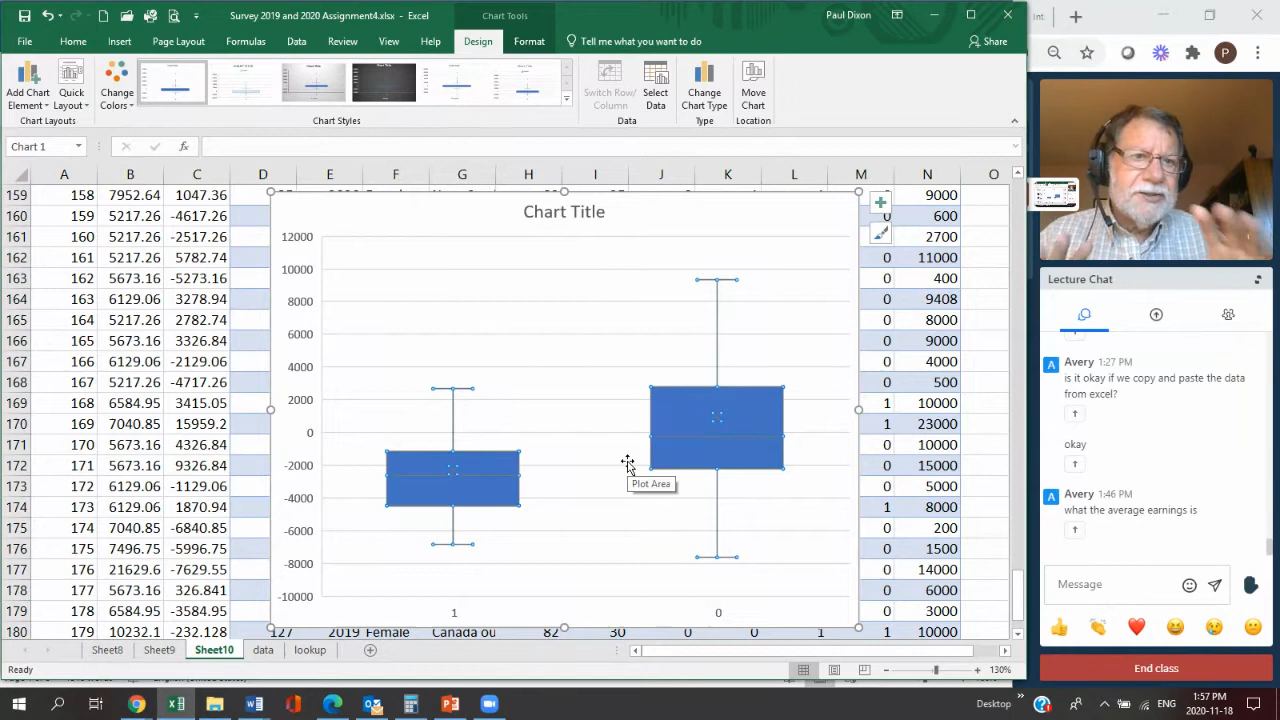 Survey 2019 and 2020 Assignment4.xlsx - Excel
Chart Tools
Paul Dixon
File Home Insert Page Layout Formulas Data Review View Help Design Format Tell me what you want to do Share
Add Chart Element
Quick Layout
Change Colors
Switch Row/ Column
Select Data
Change Chart Type
Move Chart
Chart Layouts
Chart Styles
Data
Type
Location
Chart 1
fx
A B C D E F G H I J K L M N O
159 158 7952.64 1047.36 9000
160 159 5217.26 -4617.26 0 600
161 160 5217.26 -2517.26 0 2700
162 161 5217.26 5782.74 0 11000
163 162 5673.16 -5273.16 0 400
164 163 6129.06 3278.94 0 9408
165 164 5217.26 2782.74 0 8000
166 165 5673.16 3326.84 0 9000
167 166 6129.06 -2129.06 0 4000
168 167 5217.26 -4717.26 0 500
169 168 6584.95 3415.05 1 10000
170 169 7040.85 15959.2 1 23000
171 170 5673.16 4326.84 0 10000
172 171 5673.16 9326.84 0 15000
173 172 6129.06 -1129.06 0 5000
174 173 6129.06 1870.94 1 8000
175 174 7040.85 -6840.85 0 200
176 175 7496.75 -5996.75 0 1500
177 176 21629.6 -7629.55 0 14000
178 177 5673.16 326.841 0 6000
179 178 6584.95 -3584.95 0 3000
180 179 10232.1 -232.128 127 2019 Female Canada ou 82 30 0 0 1 1 10000
Chart Title
12000
10000
8000
6000
4000
2000
0
-2000
-4000
-6000
-8000
-10000
1 0
Plot Area
Sheet8 Sheet9 Sheet10 data lookup
Ready
130%
Int
P
Lecture Chat
A Avery 1:27 PM
is it okay if we copy and paste the data
from excel?
okay
A Avery 1:46 PM
what the average earnings is
Message
End class
Desktop
ENG
1:57 PM
2020-11-18